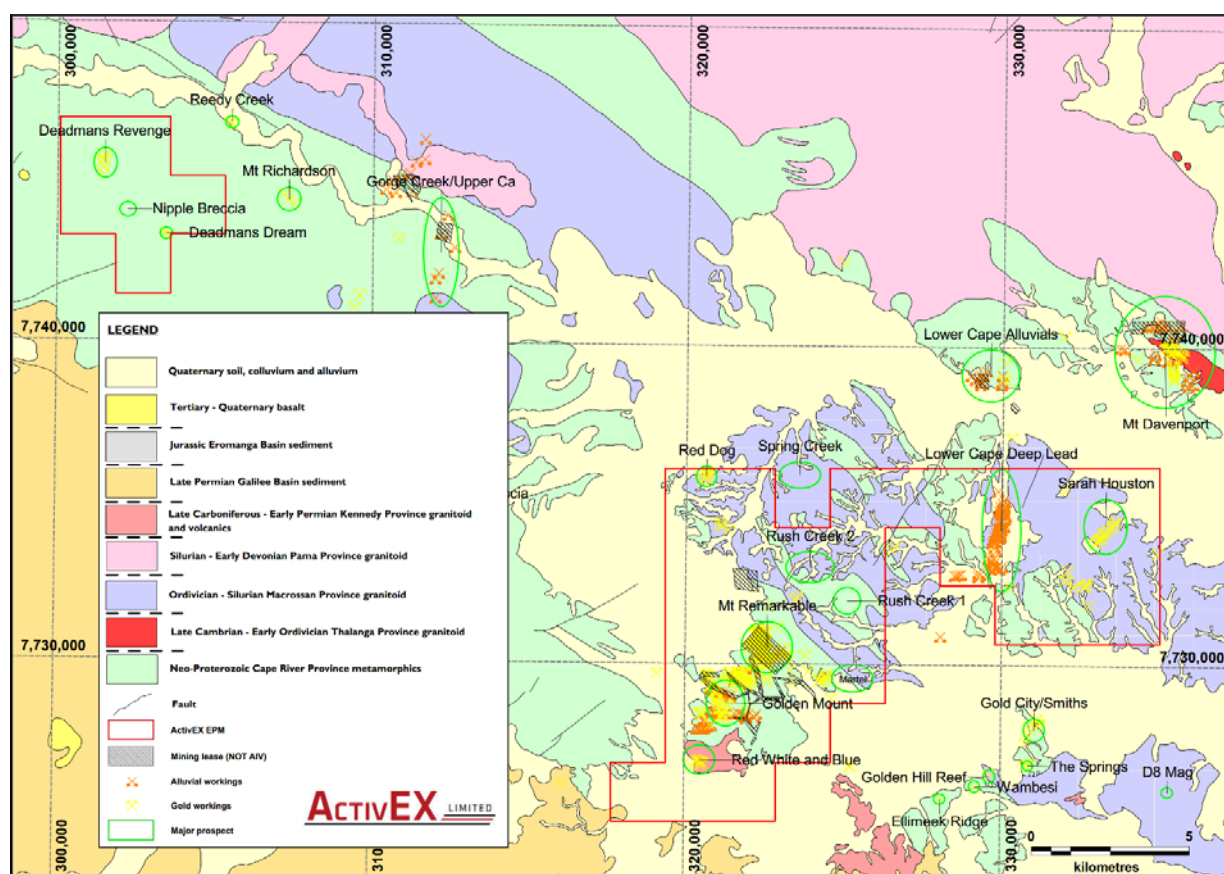 300,000
310,000
320,000
330,000
Reedy Creek
Deadmans Revenge
Mt Richardson
Gorge Creek/Upper Ca
Nipple Breccia
Deadmans Dream
7,740,000
7,740,000
Lower Cape Alluvials
Mt Davenport
LEGEND
Quaternary soil, colluvium and alluvium
Tertiary - Quaternary basalt
Jurassic Eromanga Basin sediment
Late Permian Galilee Basin sediment
Late Carboniferous - Early Permian Kennedy Province granitoid
and volcanics
Silurian - Early Devonian Pama Province granitoid
Ordivician - Silurian Macrossan Province granitoid
Late Cambrian - Early Ordivician Thalanga Province granitoid
Neo-Proterozoic Cape River Province metamorphics
Fault
ActivEX EPM
Mining lease (NOT AIV)
Alluvial workings
Gold workings
Major prospect
ACTIVEX LIMITED
Red Dog
Spring Creek
Lower Cape Deep Lead
Sarah Houston
cia
Rush Creek 2
Rush Creek 1
Mt Remarkable
7,730,000
7,730,000
Martel
Golden Mount
Gold City/Smiths
Red White and Blue
The Springs
Golden Hill Reef
Wambesi
D8 Mag
Ellimeek Ridge
300,000
310
320,000
330,000
0 5
kilometres